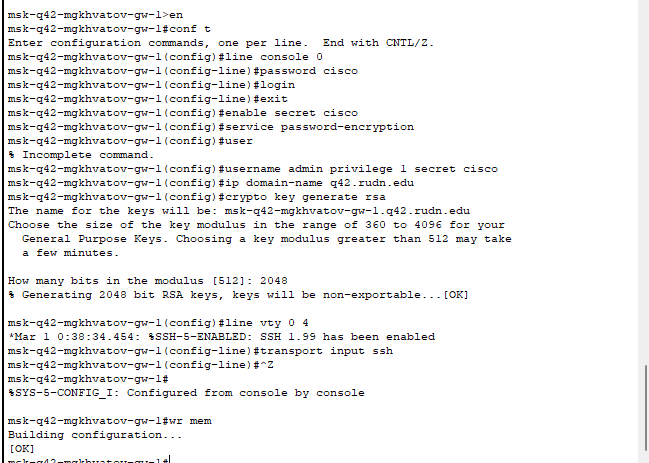 msk-q42-mgkhvatov-gw-1>en
msk-q42-mgkhvatov-gw-1#conf t
Enter configuration commands, one per line.  End with CNTL/Z.
msk-q42-mgkhvatov-gw-1(config)#line console 0
msk-q42-mgkhvatov-gw-1(config-line)#password cisco
msk-q42-mgkhvatov-gw-1(config-line)#login
msk-q42-mgkhvatov-gw-1(config-line)#exit
msk-q42-mgkhvatov-gw-1(config)#enable secret cisco
msk-q42-mgkhvatov-gw-1(config)#service password-encryption
msk-q42-mgkhvatov-gw-1(config)#user
% Incomplete command.
msk-q42-mgkhvatov-gw-1(config)#username admin privilege 1 secret cisco
msk-q42-mgkhvatov-gw-1(config)#ip domain-name q42.rudn.edu
msk-q42-mgkhvatov-gw-1(config)#crypto key generate rsa
The name for the keys will be: msk-q42-mgkhvatov-gw-1.q42.rudn.edu
Choose the size of the key modulus in the range of 360 to 4096 for your
  General Purpose Keys. Choosing a key modulus greater than 512 may take
  a few minutes.

How many bits in the modulus [512]: 2048
% Generating 2048 bit RSA keys, keys will be non-exportable...[OK]

msk-q42-mgkhvatov-gw-1(config)#line vty 0 4
*Mar 1 0:38:34.454: %SSH-5-ENABLED: SSH 1.99 has been enabled
msk-q42-mgkhvatov-gw-1(config-line)#transport input ssh
msk-q42-mgkhvatov-gw-1(config-line)#^Z
msk-q42-mgkhvatov-gw-1#
%SYS-5-CONFIG_I: Configured from console by console

msk-q42-mgkhvatov-gw-1#wr mem
Building configuration...
[OK]
msk-q42-mgkhvatov-gw-1#